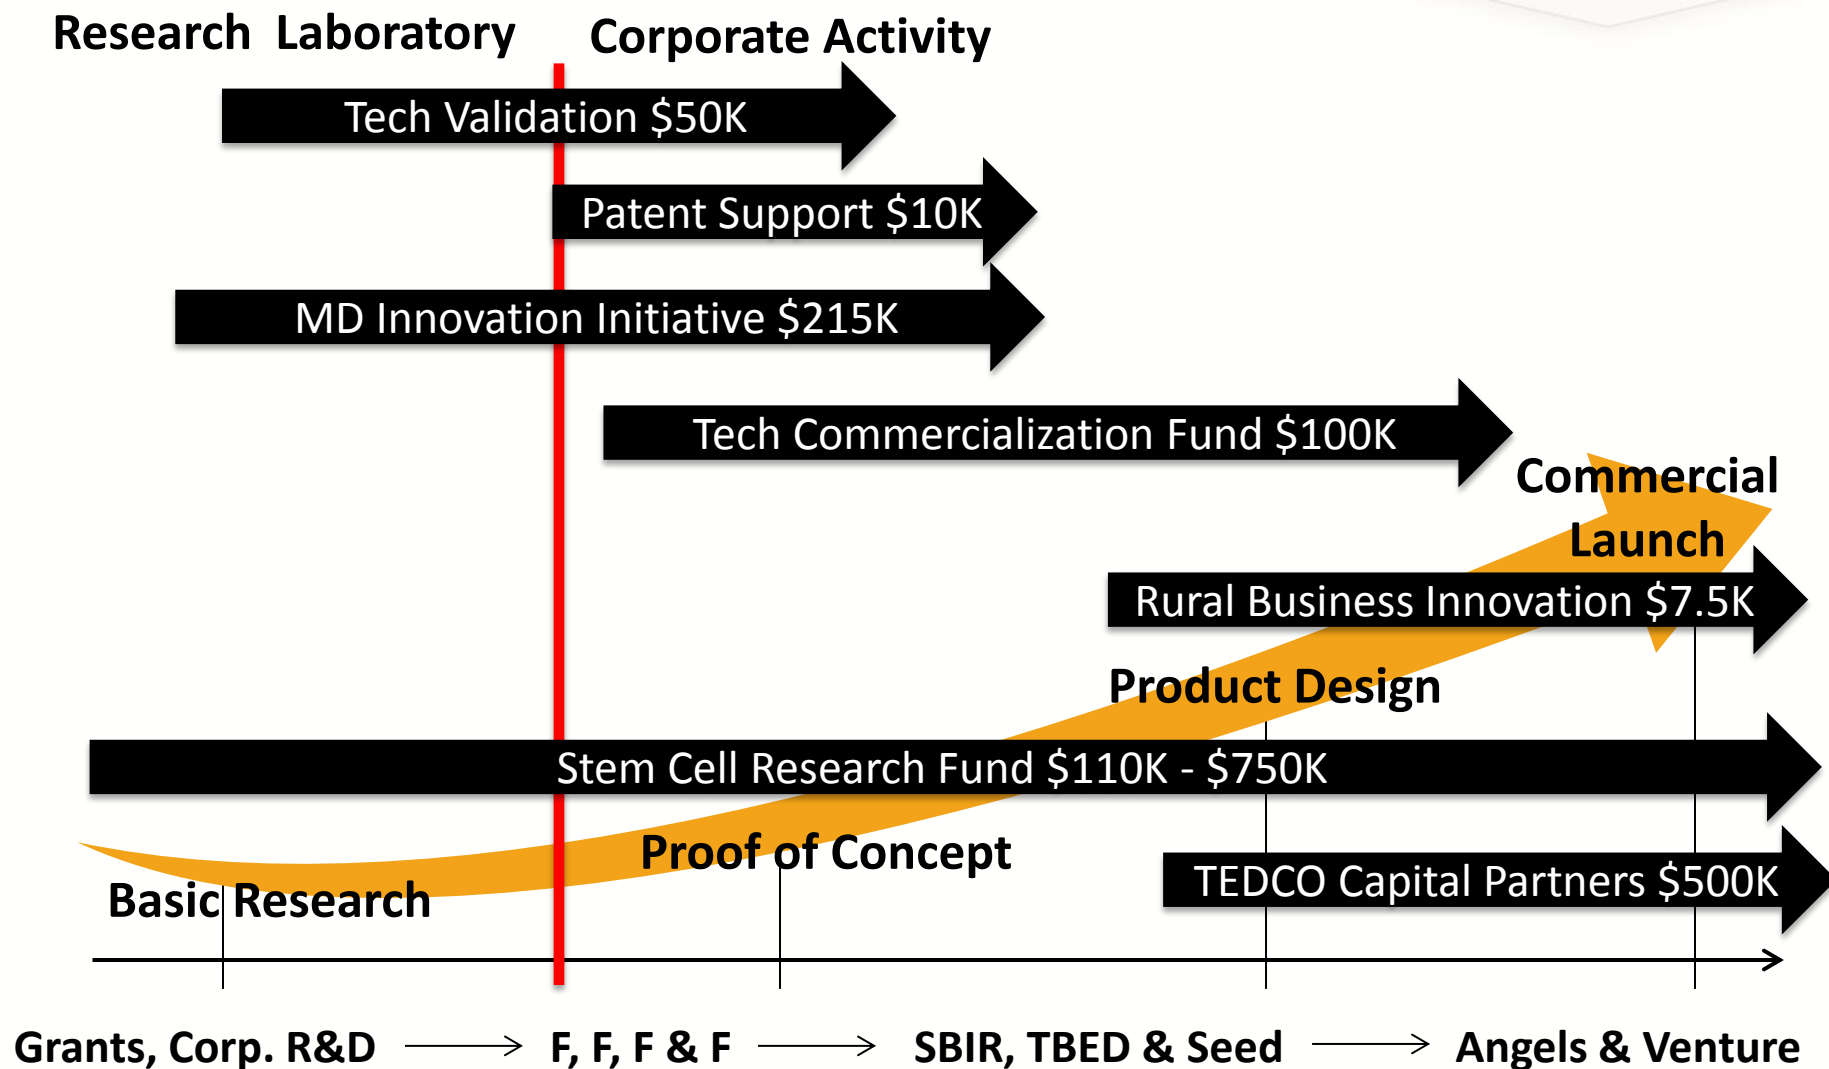 Research Laboratory
Corporate Activity
Tech Validation $50K
Patent Support $10K
MD Innovation Initiative $215K
Tech Commercialization Fund $100K
Commercial
Launch
Rural Business Innovation $7.5K
Product Design
Stem Cell Research Fund $110K - $750K
Proof of Concept
TEDCO Capital Partners $500K
Basic Research
Grants, Corp. R&D
F, F, F & F
SBIR, TBED & Seed
Angels & Venture